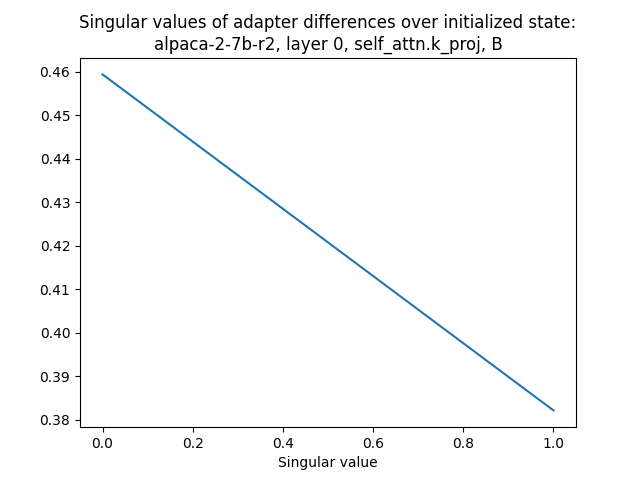 Singular values of adapter differences over initialized state:
alpaca-2-7b-r2, layer 0, self_attn.k_proj, B
0.46
0.45
0.44
0.43
0.42
0.41
0.40
0.39
0.38
0.0 0.2 0.4 0.6 0.8 1.0
Singular value